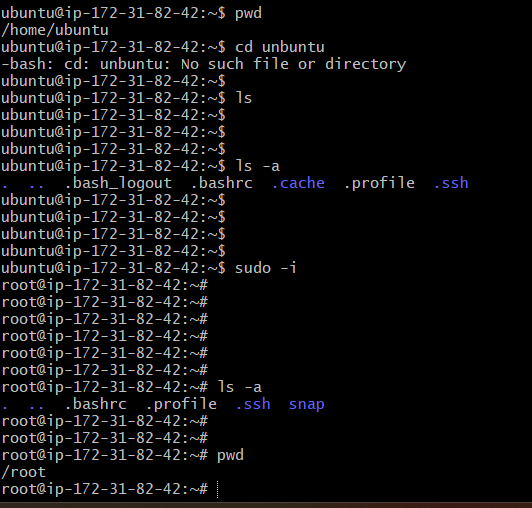 ubuntu@ip-172-31-82-42:~$ pwd
/home/ubuntu
ubuntu@ip-172-31-82-42:~$ cd unbuntu
-bash: cd: unbuntu: No such file or directory
ubuntu@ip-172-31-82-42:~$
ubuntu@ip-172-31-82-42:~$ ls
ubuntu@ip-172-31-82-42:~$
ubuntu@ip-172-31-82-42:~$
ubuntu@ip-172-31-82-42:~$
ubuntu@ip-172-31-82-42:~$ ls -a
.  ..  .bash_logout  .bashrc  .cache  .profile  .ssh
ubuntu@ip-172-31-82-42:~$
ubuntu@ip-172-31-82-42:~$
ubuntu@ip-172-31-82-42:~$
ubuntu@ip-172-31-82-42:~$
ubuntu@ip-172-31-82-42:~$ sudo -i
root@ip-172-31-82-42:~#
root@ip-172-31-82-42:~#
root@ip-172-31-82-42:~#
root@ip-172-31-82-42:~#
root@ip-172-31-82-42:~#
root@ip-172-31-82-42:~#
root@ip-172-31-82-42:~# ls -a
.  ..  .bashrc  .profile  .ssh  snap
root@ip-172-31-82-42:~#
root@ip-172-31-82-42:~#
root@ip-172-31-82-42:~# pwd
/root
root@ip-172-31-82-42:~#